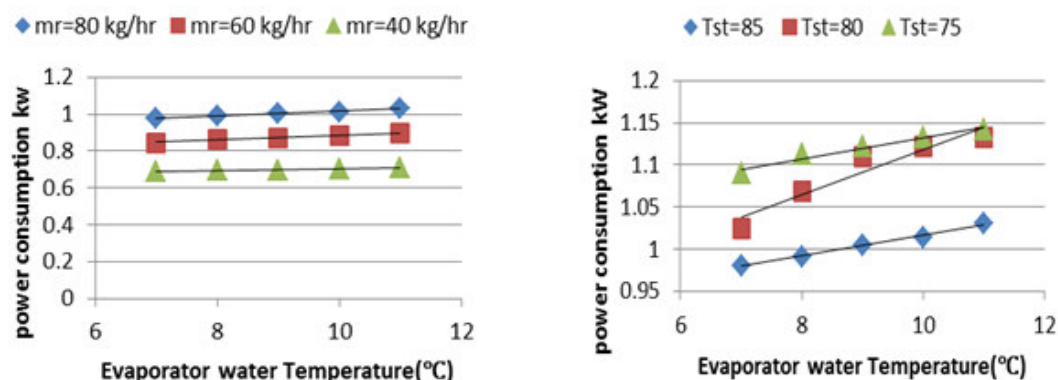 mr=80 kg/hr mr=60 kg/hr mr=40 kg/hr
1.2
1
0.8
0.6
0.4
0.2
0
6 8 10 12
power consumption kw
Evaporator water Temperature(°C)
Tst=85 Tst=80 Tst=75
1.15
1.1
1.05
1
0.95
6 8 10 12
power consumption kW
Evaporator water Temperature(°C)